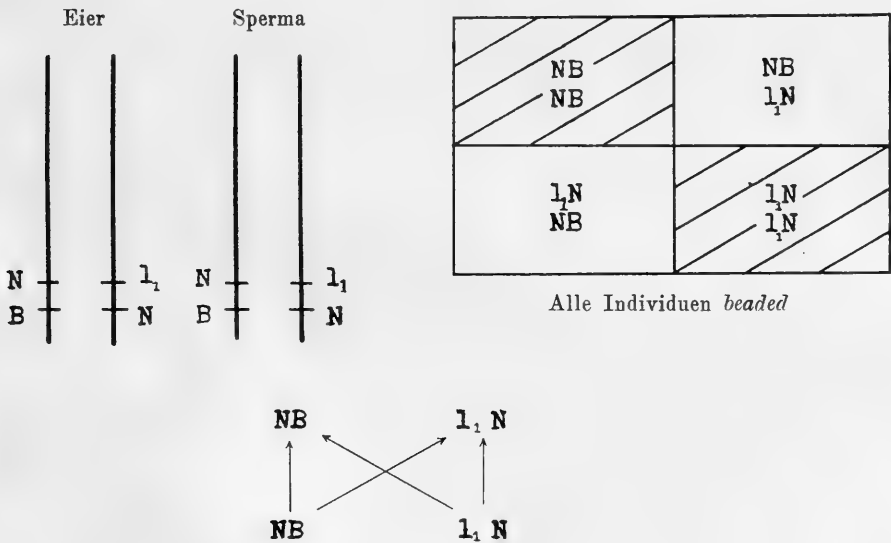 Eier Sperma
N l₁ N l₁
B N B N
NB NB
NB l₁N
l₁N l₁N
NB l₁N
Alle Individuen beaded
NB l₁ N
NB l₁ N